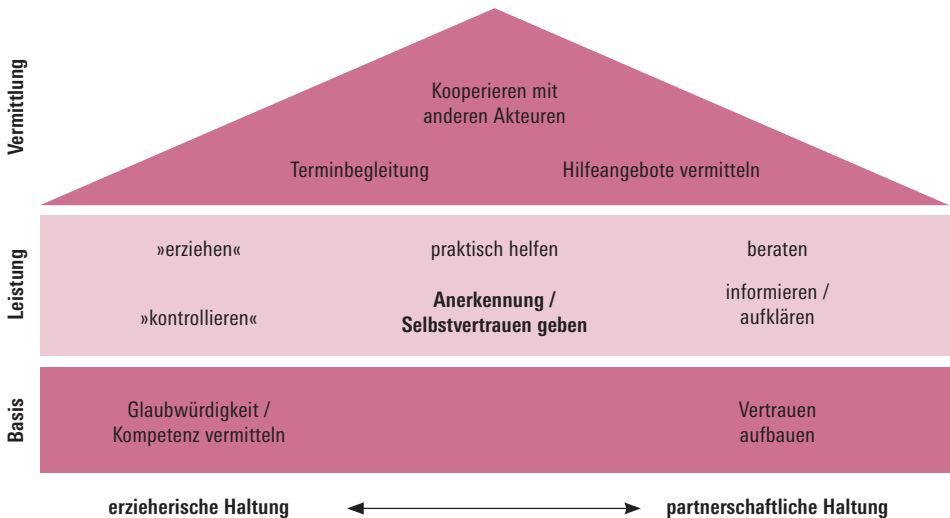 Vermittlung
Kooperieren mit
anderen Akteuren
Terminbegleitung
Hilfeangebote vermitteln
Leistung
»erziehen«
praktisch helfen
beraten
»kontrollieren«
Anerkennung /
Selbstvertrauen geben
informieren /
aufklären
Basis
Glaubwürdigkeit /
Kompetenz vermitteln
Vertrauen
aufbauen
erzieherische Haltung
partnerschaftliche Haltung